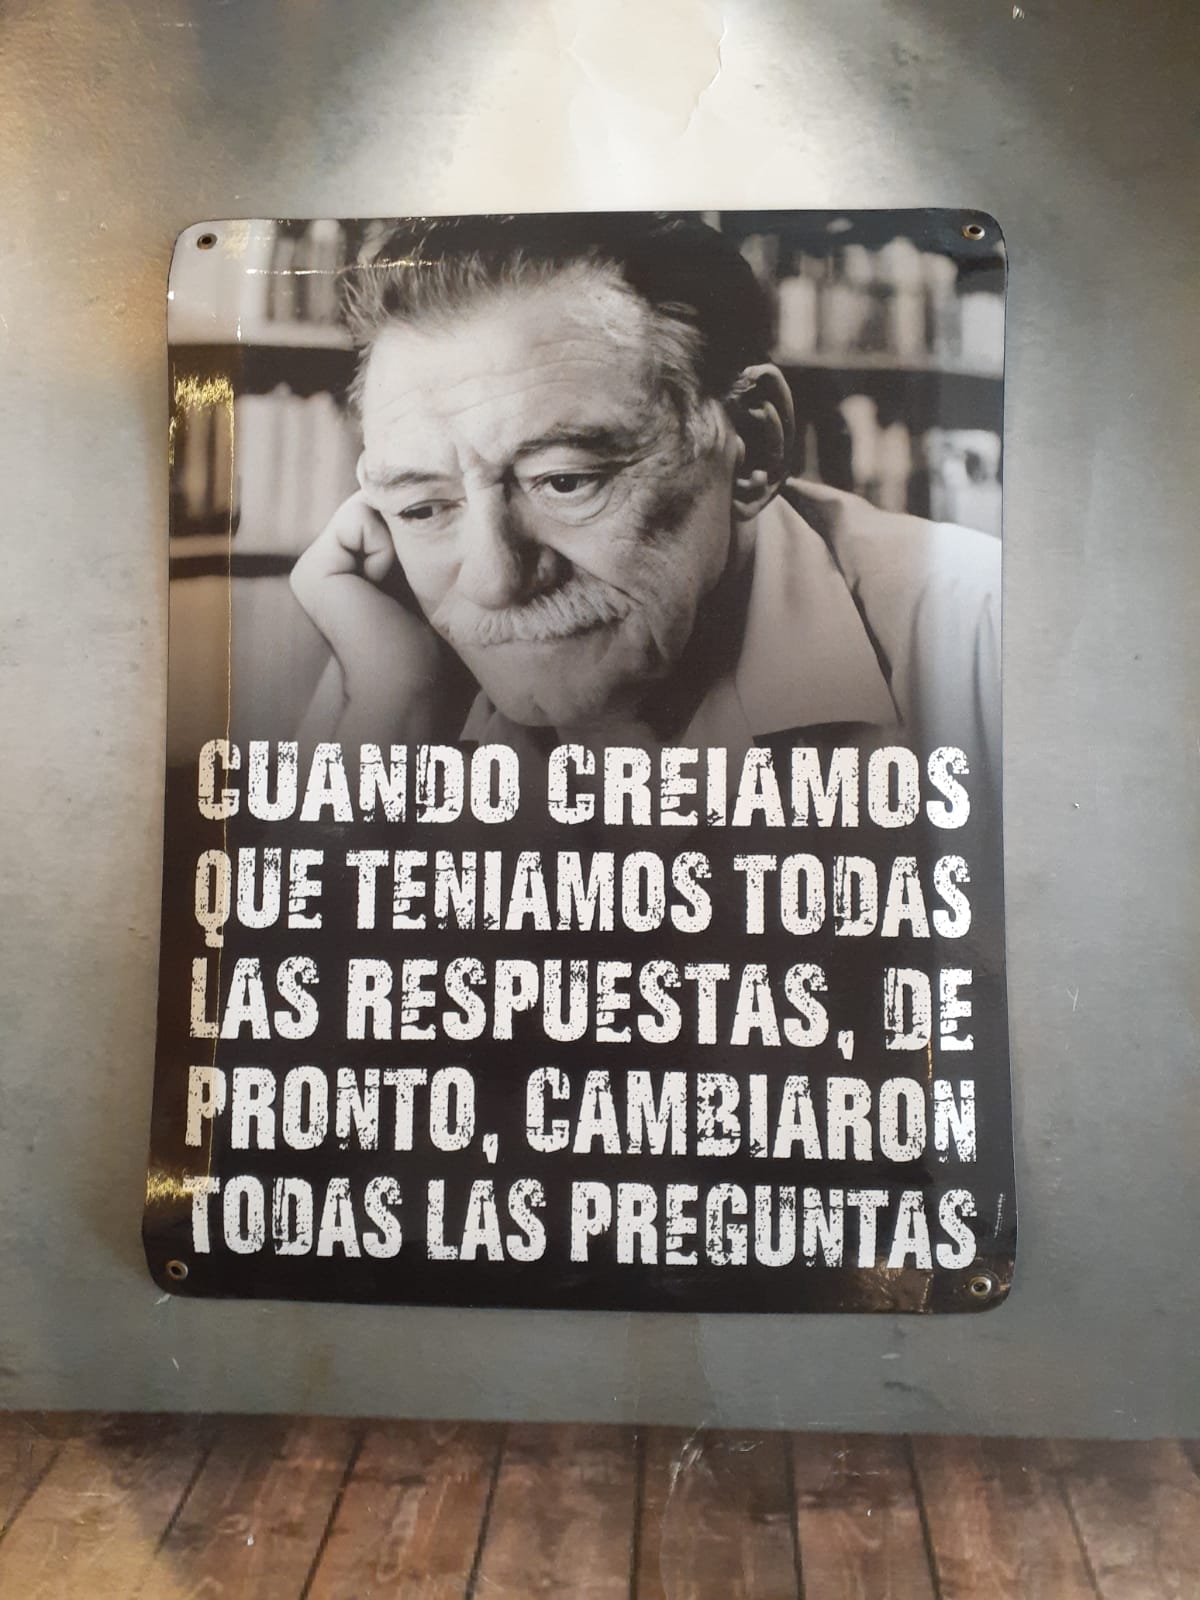 CUANDO CREIAMOS
QUE TENIAMOS TODAS
LAS RESPUESTAS, DE
PRONTO, CAMBIARON
TODAS LAS PREGUNTAS